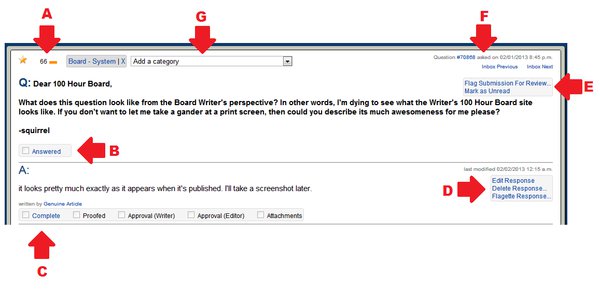 A
G
F
66
Board - System | X
Add a category
Question #70868 asked on 02/01/2013 8:45 p.m.
Inbox Previous Inbox Next
Q: Dear 100 Hour Board,
Flag Submission For Review...
Mark as Unread
E
What does this question look like from the Board Writer's perspective? In other words, I'm dying to see what the Writer's 100 Hour Board site
looks like. If you don't want to let me take a gander at a print screen, then could you describe its much awesomeness for me please?
-squirrel
Answered
B
A:
last modified 02/02/2013 12:15 a.m.
it looks pretty much exactly as it appears when it's published. I'll take a screenshot later.
D
Edit Response
Delete Response...
Flagette Response...
written by Genuine Article
Complete Proofed Approval (Writer) Approval (Editor) Attachments
C